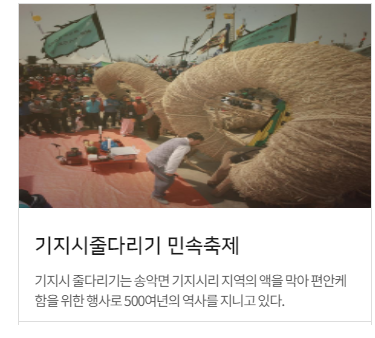 기지시줄다리기 민속축제
기지시 줄다리기는 송악면 기지시리 지역의 액을 막아 편안케
함을 위한 행사로 500여년의 역사를 지니고 있다.